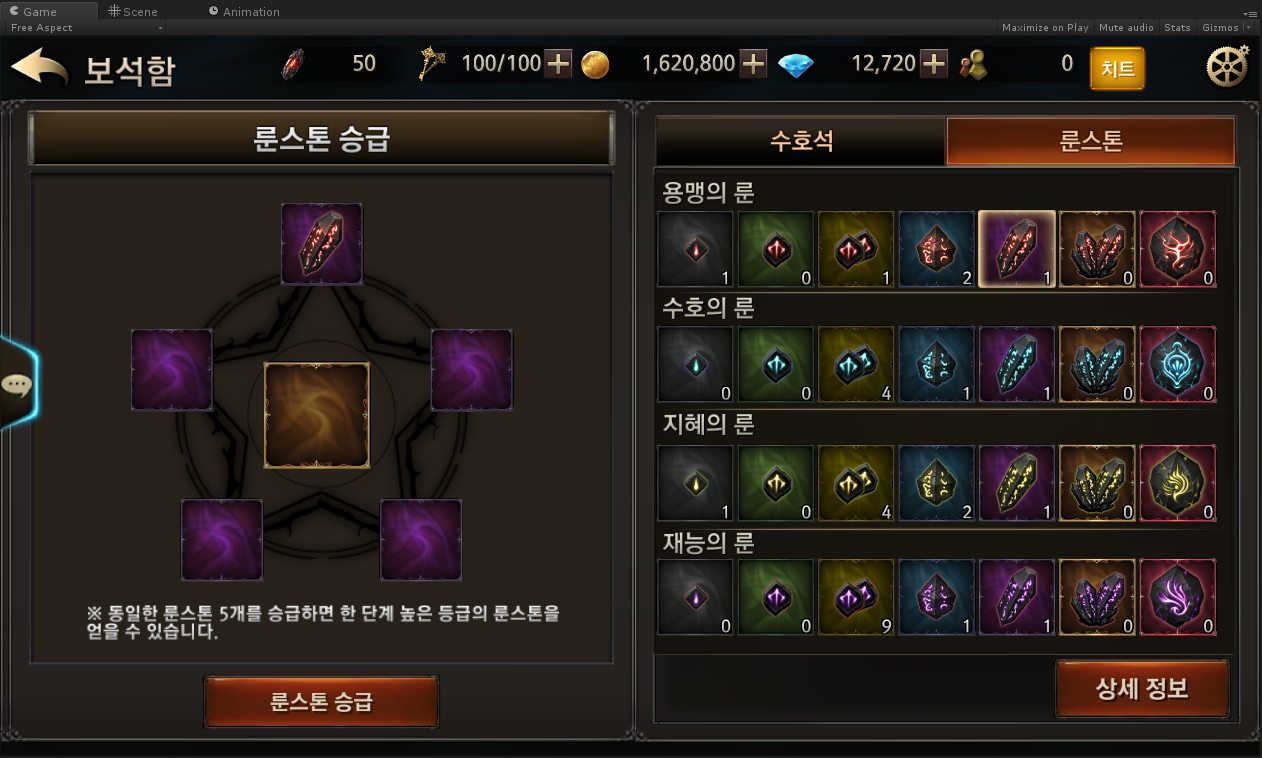 Game
Scene
Animation
Free Aspect
Maximize on Play
Mute audio
Stats
Gizmos
보석함
50
100/100
1,620,800
12,720
0
치트
룬스톤 승급
※ 동일한 룬스톤 5개를 승급하면 한 단계 높은 등급의 룬스톤을
얻을 수 있습니다.
룬스톤 승급
수호석
룬스톤
용맹의 룬
1 0 1 2 1 0 0
수호의 룬
0 0 4 1 1 0 0
지혜의 룬
1 0 4 2 1 0 0
재능의 룬
0 0 9 1 1 0 0
상세 정보